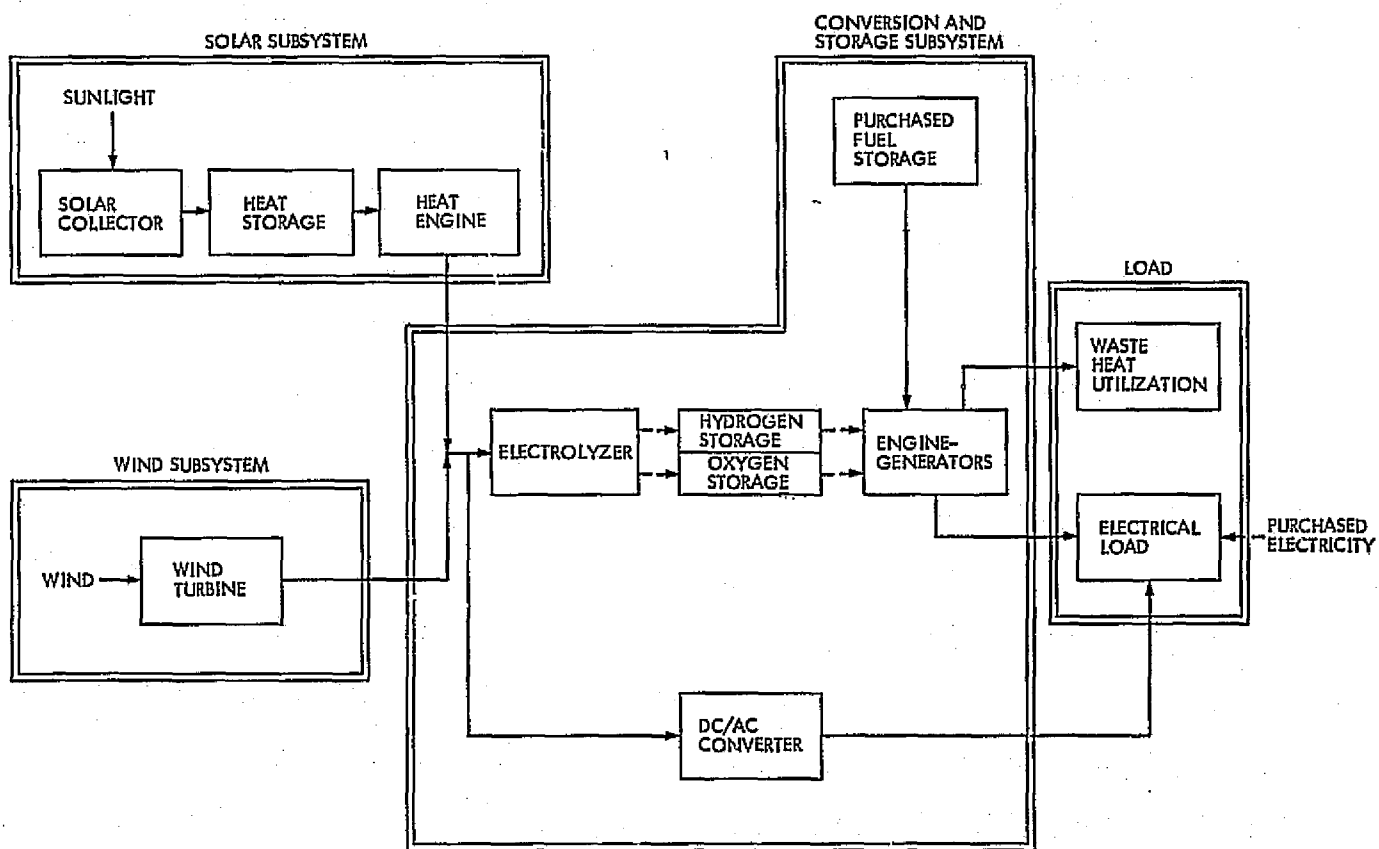 SOLAR SUBSYSTEM
SUNLIGHT
SOLAR
COLLECTOR
HEAT
STORAGE
HEAT
ENGINE
CONVERSION AND
STORAGE SUBSYSTEM
PURCHASED
FUEL
STORAGE
WIND SUBSYSTEM
WIND
WIND
TURBINE
ELECTROLYZER
HYDROGEN
STORAGE
OXYGEN
STORAGE
ENGINE-
GENERATORS
DC/AC
CONVERTER
LOAD
WASTE
HEAT
UTILIZATION
ELECTRICAL
LOAD
PURCHASED
ELECTRICITY